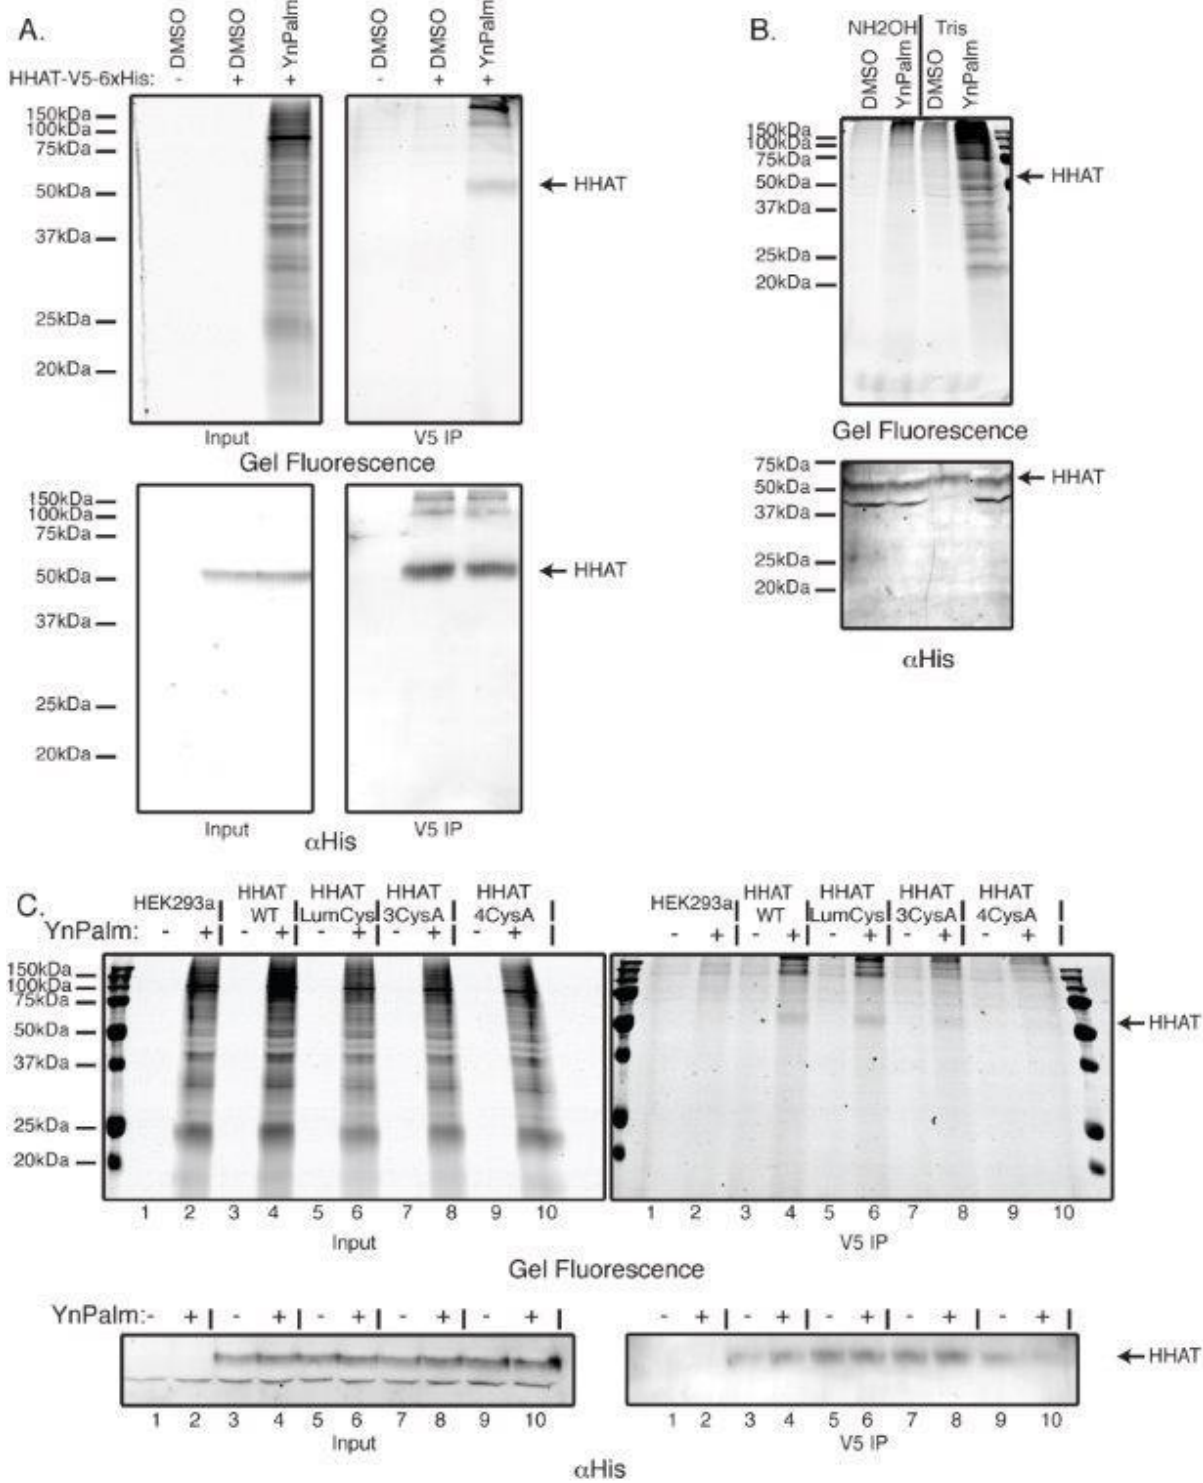 A.
DMSO
DMSO
YnPalm
DMSO
DMSO
YnPalm
HHAT-V5-6xHis: - + + - + +
150kDa
100kDa
75kDa
50kDa
37kDa
25kDa
20kDa
← HHAT
Input V5 IP
Gel Fluorescence
150kDa
100kDa
75kDa
50kDa
37kDa
25kDa
20kDa
← HHAT
Input V5 IP
αHis
B.
NH2OH Tris
DMSO
YnPalm
DMSO
YnPalm
150kDa
100kDa
75kDa
50kDa
37kDa
25kDa
20kDa
← HHAT
Gel Fluorescence
75kDa
50kDa
37kDa
25kDa
20kDa
← HHAT
αHis
C.
HEK293a HHAT WT HHAT LumCys HHAT 3CysA HHAT 4CysA
HEK293a HHAT WT HHAT LumCys HHAT 3CysA HHAT 4CysA
YnPalm: - + - + - + - + - + - + - + - + - + - +
150kDa
100kDa
75kDa
50kDa
37kDa
25kDa
20kDa
← HHAT
1 2 3 4 5 6 7 8 9 10 1 2 3 4 5 6 7 8 9 10
Input V5 IP
Gel Fluorescence
YnPalm: - + - + - + - + - + - + - + - + - + - +
← HHAT
1 2 3 4 5 6 7 8 9 10 1 2 3 4 5 6 7 8 9 10
Input V5 IP
αHis